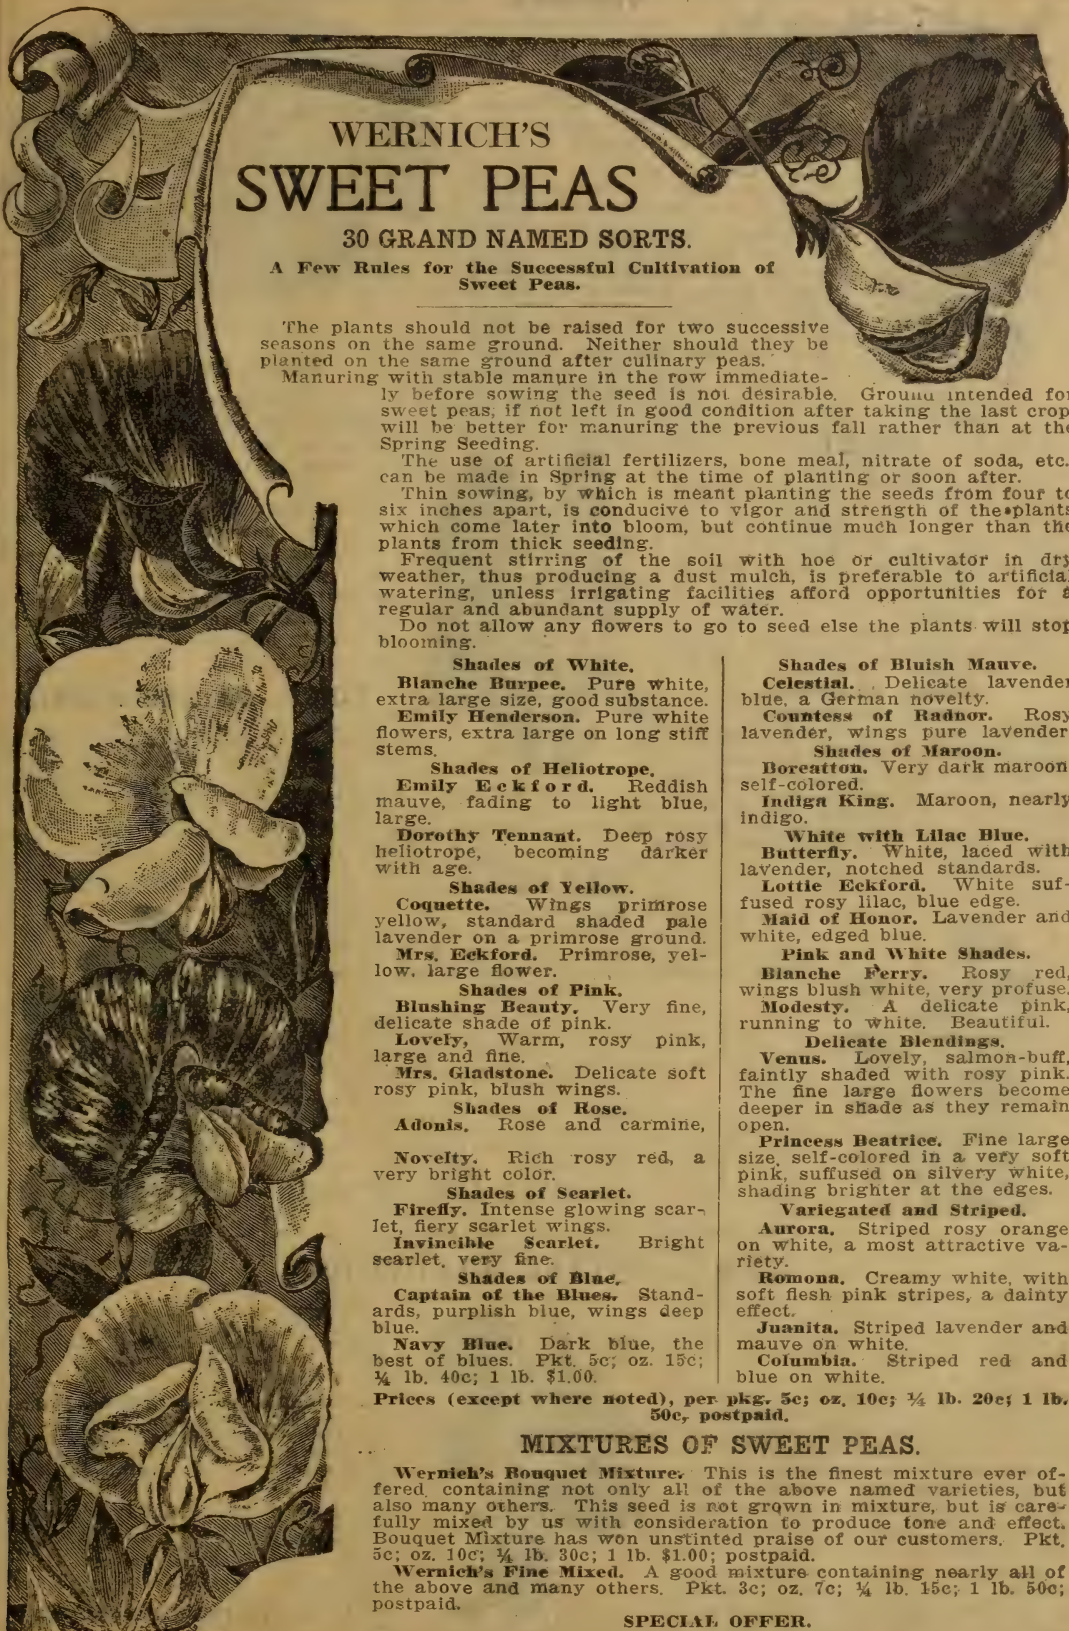 WERNICH'S
SWEET PEAS
30 GRAND NAMED SORTS.
A Few Rules for the Successful Cultivation of
Sweet Peas.
The plants should not be raised for two successive
seasons on the same ground. Neither should they be
planted on the same ground after culinary peas.
Manuring with stable manure in the row immediate-
ly before sowing the seed is not desirable. Ground intended for
sweet peas, if not left in good condition after taking the last crop
will be better for manuring the previous fall rather than at the
Spring Seeding.
The use of artificial fertilizers, bone meal, nitrate of soda, etc.
can be made in Spring at the time of planting or soon after.
Thin sowing, by which is meant planting the seeds from four to
six inches apart, is conducive to vigor and strength of the plants
which come later into bloom, but continue much longer than the
plants from thick seeding.
Frequent stirring of the soil with hoe or cultivator in dry
weather, thus producing a dust mulch, is preferable to artificial
watering, unless irrigating facilities afford opportunities for a
regular and abundant supply of water.
Do not allow any flowers to go to seed else the plants will stop
blooming.
Shades of White.
Blanche Burpee. Pure white,
extra large size, good substance.
Emily Henderson. Pure white
flowers, extra large on long stiff
stems.
Shades of Heliotrope.
Emily Eckford. Reddish
mauve, fading to light blue,
large.
Dorothy Tennant. Deep rosy
heliotrope, becoming darker
with age.
Shades of Yellow.
Coquette. Wings primrose
yellow, standard shaded pale
lavender on a primrose ground.
Mrs. Eckford. Primrose, yel-
low, large flower.
Shades of Pink.
Blushing Beauty. Very fine,
delicate shade of pink.
Lovely, Warm, rosy pink,
large and fine.
Mrs. Gladstone. Delicate soft
rosy pink, blush wings.
Shades of Rose.
Adonis. Rose and carmine,
Novelty. Rich rosy red, a
very bright color.
Shades of Scarlet.
Firefly. Intense glowing scar-
let, fiery scarlet wings.
Invincible Scarlet. Bright
scarlet, very fine.
Shades of Blue.
Captain of the Blues. Stand-
ards, purplish blue, wings deep
blue.
Navy Blue. Dark blue, the
best of blues. Pkt. 5c; oz. 15c;
¼ lb. 40c; 1 lb. $1.00.
Shades of Bluish Mauve.
Celestial. Delicate lavender
blue, a German novelty.
Countess of Radnor. Rosy
lavender, wings pure lavender
Shades of Maroon.
Boreatton. Very dark maroon
self-colored.
Indiga King. Maroon, nearly
indigo.
White with Lilac Blue.
Butterfly. White, laced with
lavender, notched standards.
Lottie Eckford. White suf-
fused rosy lilac, blue edge.
Maid of Honor. Lavender and
white, edged blue.
Pink and White Shades.
Blanche Ferry. Rosy red,
wings blush white, very profuse.
Modesty. A delicate pink,
running to white. Beautiful.
Delicate Blendings.
Venus. Lovely, salmon-buff,
faintly shaded with rosy pink.
The fine large flowers become
deeper in shade as they remain
open.
Princess Beatrice. Fine large
size, self-colored in a very soft
pink, suffused on silvery white,
shading brighter at the edges.
Variegated and Striped.
Aurora. Striped rosy orange
on white, a most attractive va-
riety.
Romona. Creamy white, with
soft flesh pink stripes, a dainty
effect.
Juanita. Striped lavender and
mauve on white.
Columbia. Striped red and
blue on white.
Prices (except where noted), per pkg. 5c; oz. 10c; ¼ lb. 20c; 1 lb.
50c, postpaid.
MIXTURES OF SWEET PEAS.
Wernich's Bouquet Mixture. This is the finest mixture ever of-
fered containing not only all of the above named varieties, but
also many others. This seed is not grown in mixture, but is care-
fully mixed by us with consideration to produce tone and effect.
Bouquet Mixture has won unstinted praise of our customers. Pkt.
5c; oz. 10c; ¼ lb. 30c; 1 lb. $1.00; postpaid.
Wernich's Fine Mixed. A good mixture containing nearly all of
the above and many others. Pkt. 3c; oz. 7c; ¼ lb. 15c; 1 lb. 50c;
postpaid.
SPECIAL OFFER.